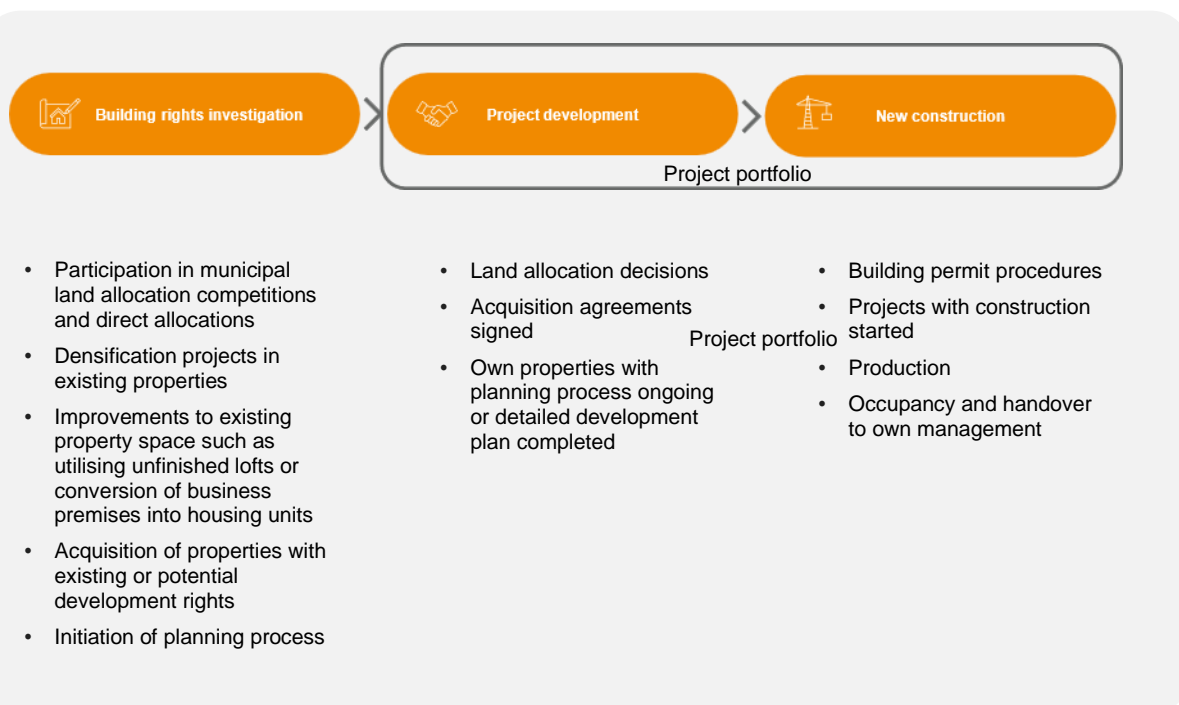 Building rights investigation
Project development
New construction
Project portfolio
• Participation in municipal
land allocation competitions
and direct allocations
• Densification projects in
existing properties
• Improvements to existing
property space such as
utilising unfinished lofts or
conversion of business
premises into housing units
• Acquisition of properties with
existing or potential
development rights
• Initiation of planning process
• Land allocation decisions
• Acquisition agreements
signed
• Own properties with
planning process ongoing
or detailed development
plan completed
Project portfolio
• Building permit procedures
• Projects with construction
started
• Production
• Occupancy and handover
to own management